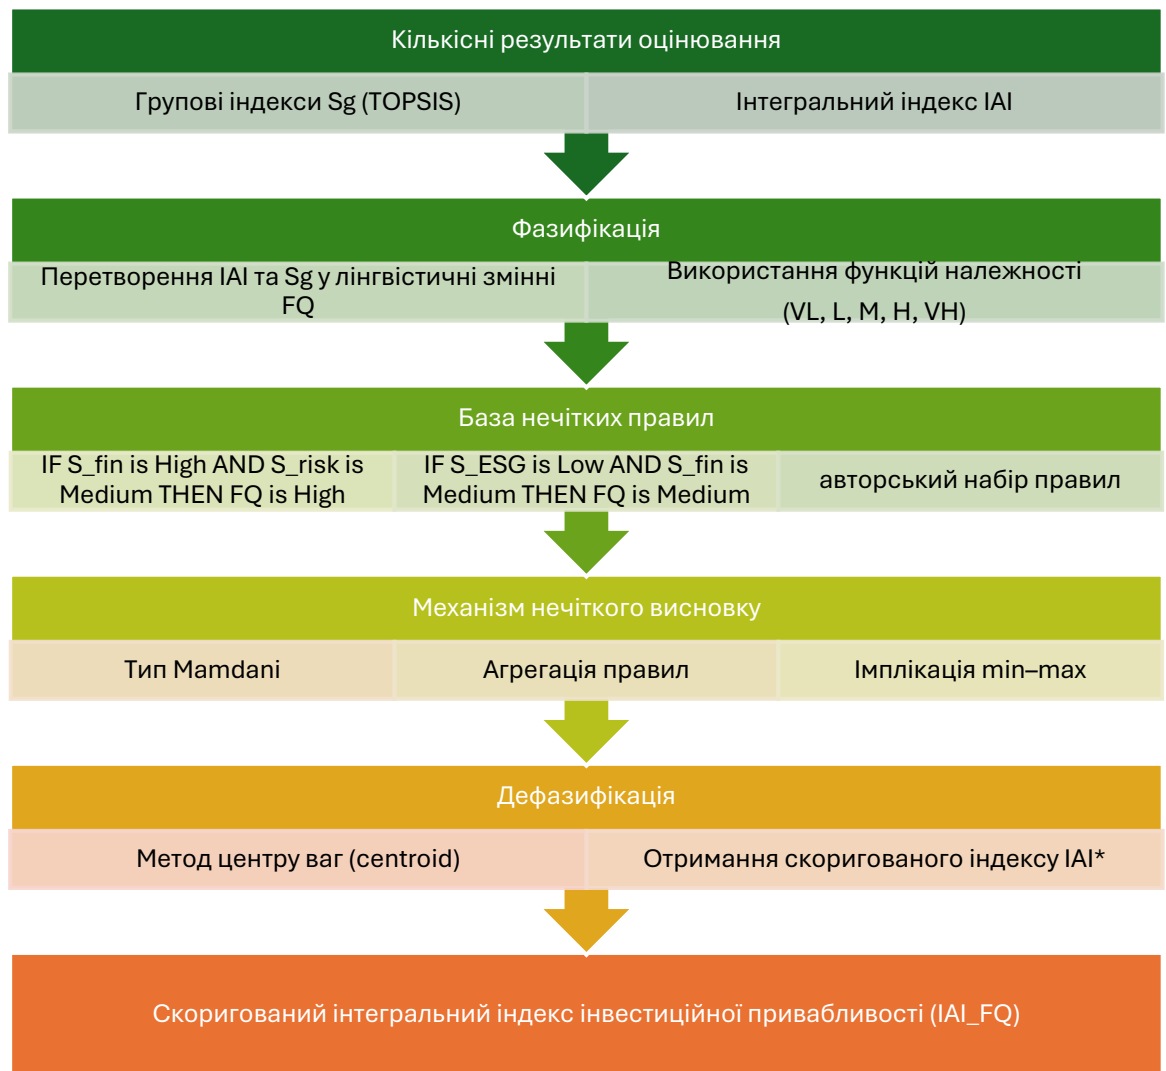 Кількісні результати оцінювання
Групові індекси Sg (TOPSIS)
Інтегральний індекс IAI
Фазифікація
Перетворення IAI та Sg у лінгвістичні змінні
FQ
Використання функцій належності
(VL, L, M, H, VH)
База нечітких правил
IF S_fin is High AND S_risk is
Medium THEN FQ is High
IF S_ESG is Low AND S_fin is
Medium THEN FQ is Medium
авторський набір правил
Механізм нечіткого висновку
Тип Mamdani
Агрегація правил
Імплікація min–max
Дефазифікація
Метод центру ваг (centroid)
Отримання скоригованого індексу IAI*
Скоригований інтегральний індекс інвестиційної привабливості (IAI_FQ)